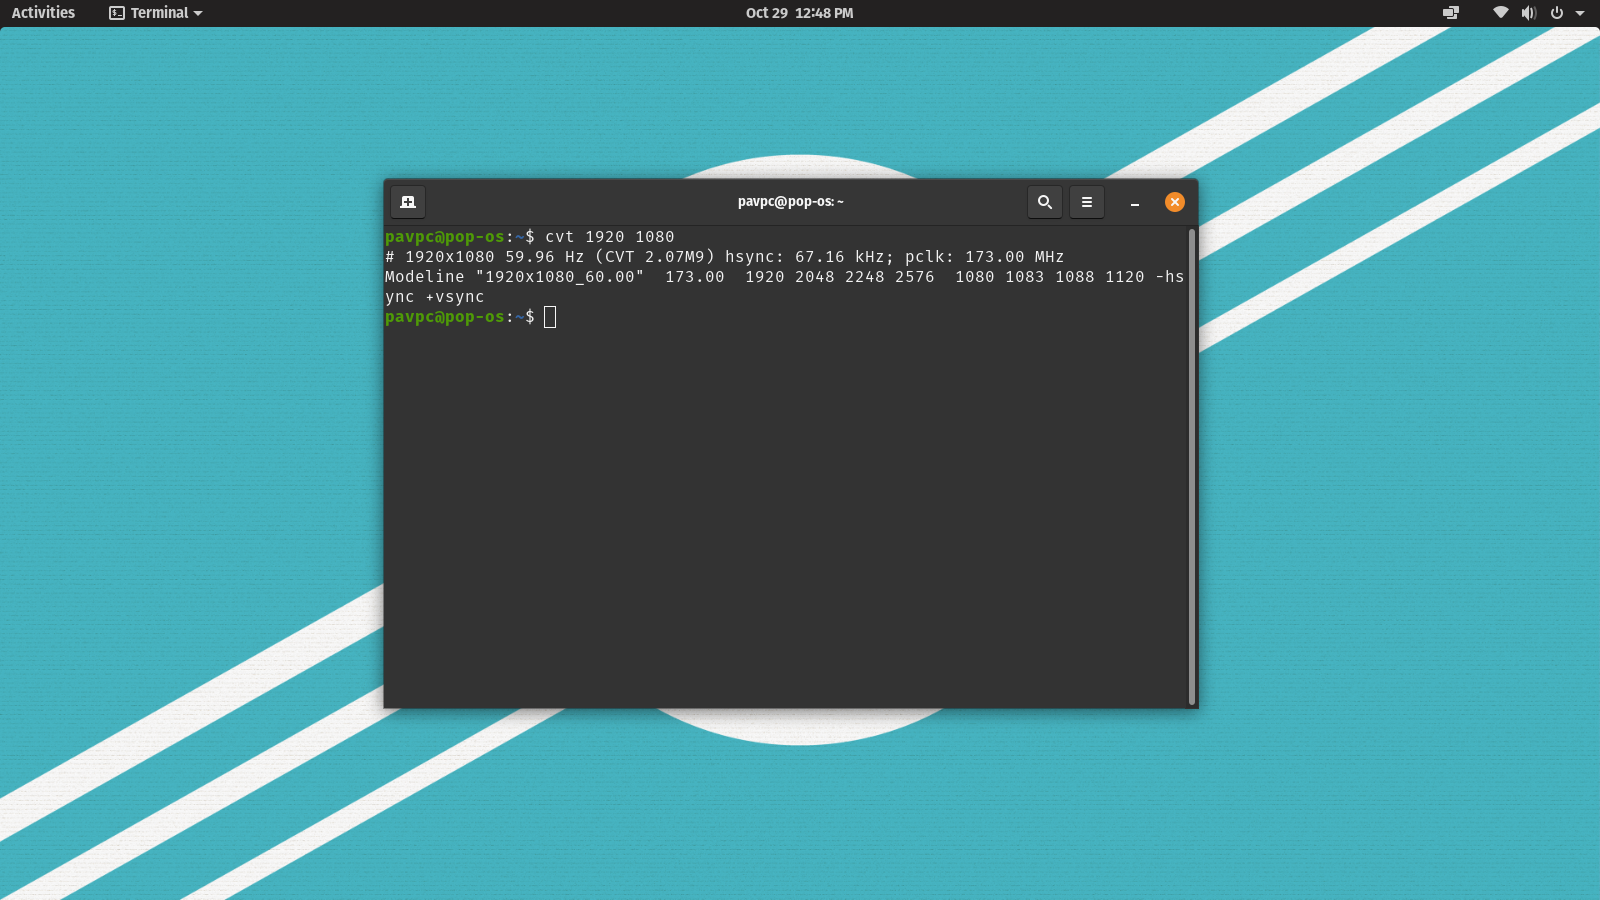 Activities Terminal Oct 29 12:48 PM
pavpc@pop-os: ~
pavpc@pop-os:~$ cvt 1920 1080
# 1920x1080 59.96 Hz (CVT 2.07M9) hsync: 67.16 kHz; pclk: 173.00 MHz
Modeline "1920x1080_60.00"  173.00  1920 2048 2248 2576  1080 1083 1088 1120 -hs
ync +vsync
pavpc@pop-os:~$